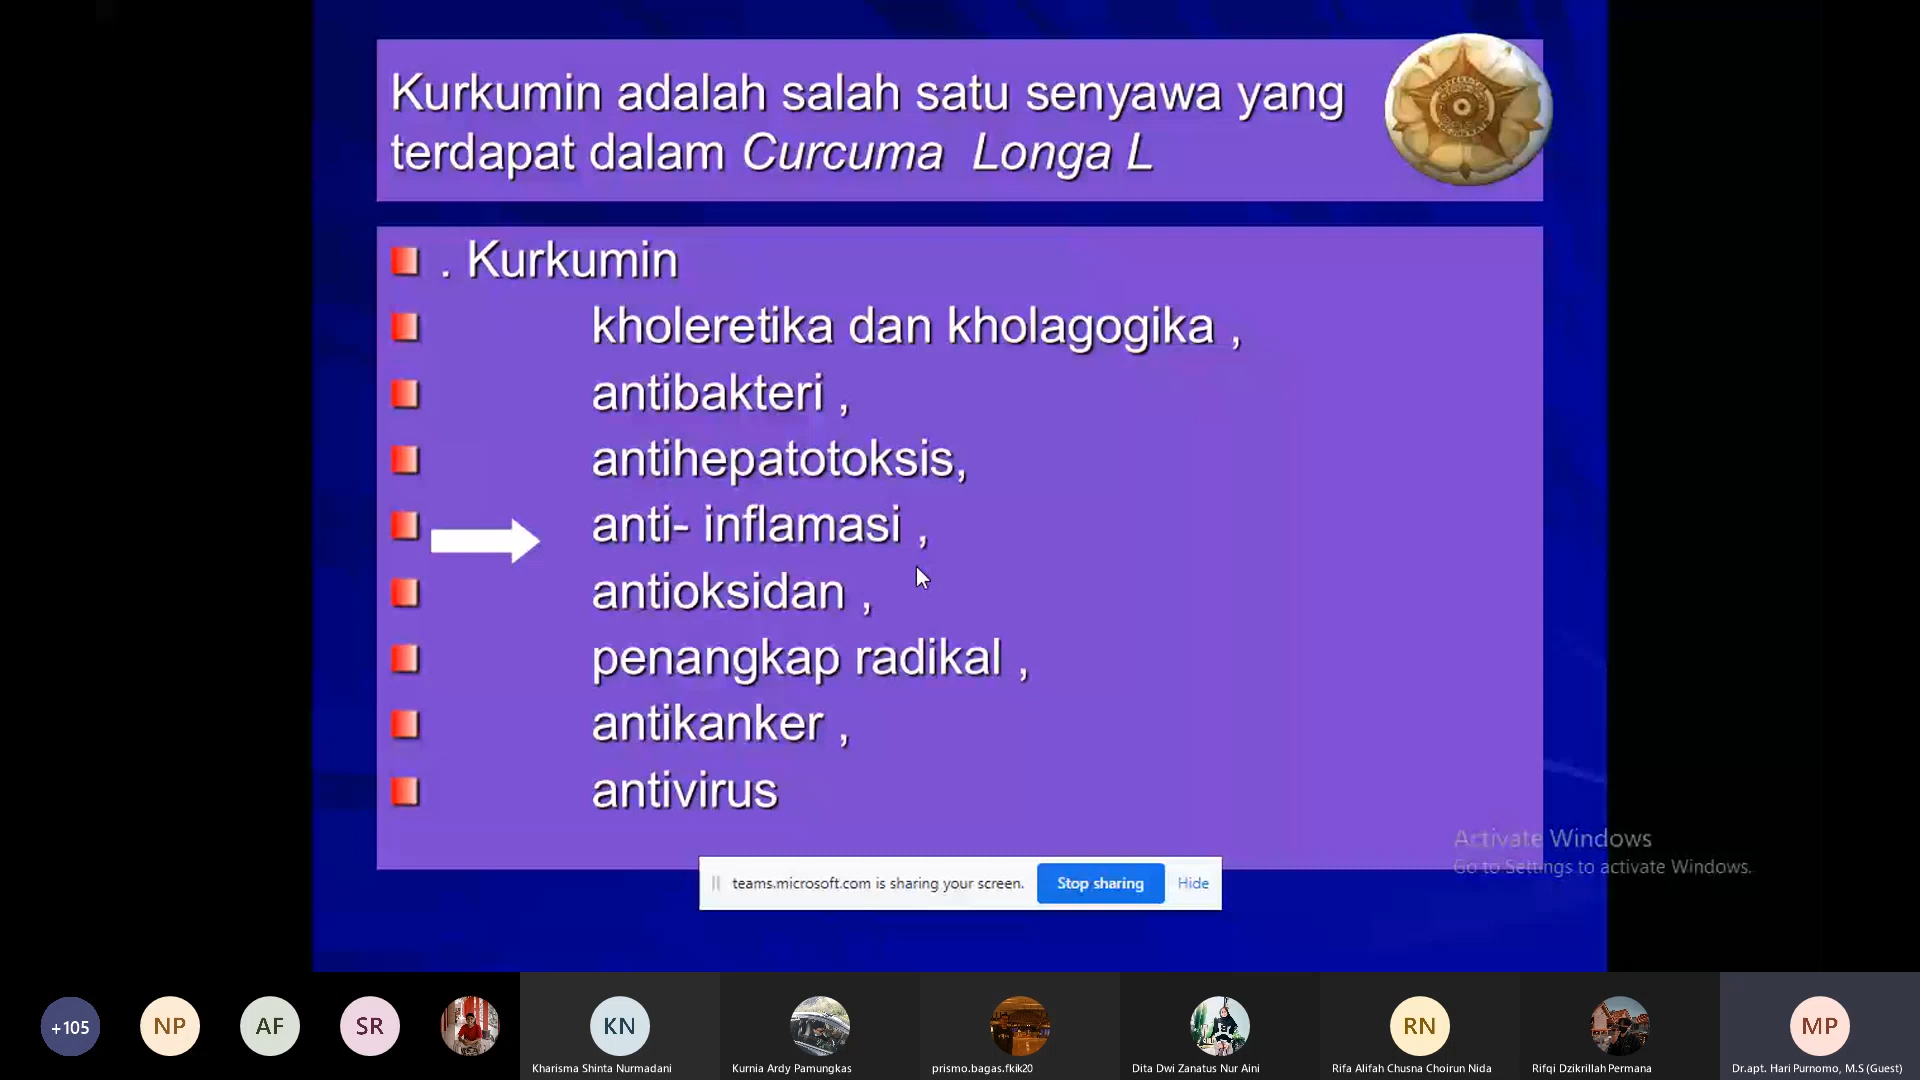 Kurkumin adalah salah satu senyawa yang
terdapat dalam Curcuma Longa L
. Kurkumin
kholeretika dan kholagogika ,
antibakteri ,
antihepatotoksis,
anti- inflamasi ,
antioksidan ,
penangkap radikal ,
antikanker ,
antivirus
Activate Windows
Go to Settings to activate Windows.
teams.microsoft.com is sharing your screen.
Stop sharing
Hide
+105
NP
AF
SR
KN
RN
MP
Kharisma Shinta Nurmadani
Kurnia Ardy Pamungkas
prismo.bagas.fkik20
Dita Dwi Zanatus Nur Aini
Rifa Alifah Chusna Choirun Nida
Rifqi Dzikrillah Permana
Dr.apt. Hari Purnomo, M.S (Guest)